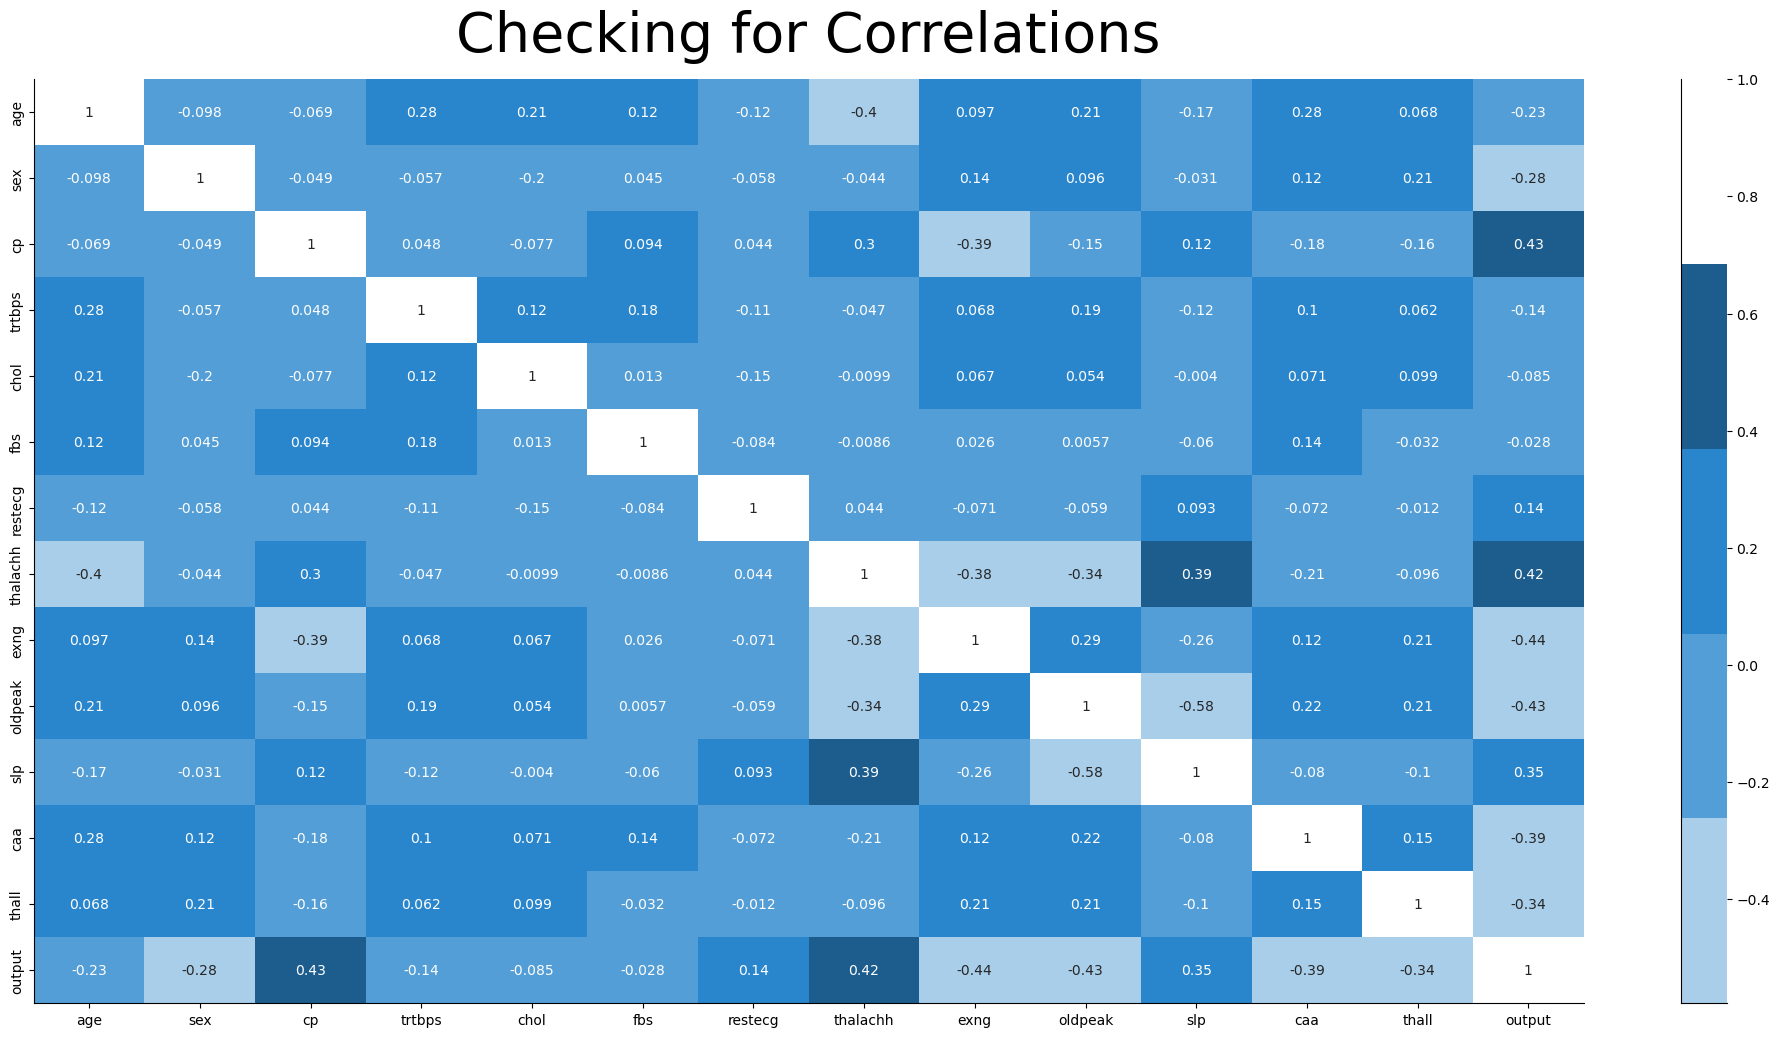 Checking for Correlations
age 1 -0.098 -0.069 0.28 0.21 0.12 -0.12 -0.4 0.097 0.21 -0.17 0.28 0.068 -0.23
sex -0.098 1 -0.049 -0.057 -0.2 0.045 -0.058 -0.044 0.14 0.096 -0.031 0.12 0.21 -0.28
cp -0.069 -0.049 1 0.048 -0.077 0.094 0.044 0.3 -0.39 -0.15 0.12 -0.18 -0.16 0.43
trtbps 0.28 -0.057 0.048 1 0.12 0.18 -0.11 -0.047 0.068 0.19 -0.12 0.1 0.062 -0.14
chol 0.21 -0.2 -0.077 0.12 1 0.013 -0.15 -0.0099 0.067 0.054 -0.004 0.071 0.099 -0.085
fbs 0.12 0.045 0.094 0.18 0.013 1 -0.084 -0.0086 0.026 0.0057 -0.06 0.14 -0.032 -0.028
restecg -0.12 -0.058 0.044 -0.11 -0.15 -0.084 1 0.044 -0.071 -0.059 0.093 -0.072 -0.012 0.14
thalachh -0.4 -0.044 0.3 -0.047 -0.0099 -0.0086 0.044 1 -0.38 -0.34 0.39 -0.21 -0.096 0.42
exng 0.097 0.14 -0.39 0.068 0.067 0.026 -0.071 -0.38 1 0.29 -0.26 0.12 0.21 -0.44
oldpeak 0.21 0.096 -0.15 0.19 0.054 0.0057 -0.059 -0.34 0.29 1 -0.58 0.22 0.21 -0.43
slp -0.17 -0.031 0.12 -0.12 -0.004 -0.06 0.093 0.39 -0.26 -0.58 1 -0.08 -0.1 0.35
caa 0.28 0.12 -0.18 0.1 0.071 0.14 -0.072 -0.21 0.12 0.22 -0.08 1 0.15 -0.39
thall 0.068 0.21 -0.16 0.062 0.099 -0.032 -0.012 -0.096 0.21 0.21 -0.1 0.15 1 -0.34
output -0.23 -0.28 0.43 -0.14 -0.085 -0.028 0.14 0.42 -0.44 -0.43 0.35 -0.39 -0.34 1
age sex cp trtbps chol fbs restecg thalachh exng oldpeak slp caa thall output
1.0
0.8
0.6
0.4
0.2
0.0
−0.2
−0.4